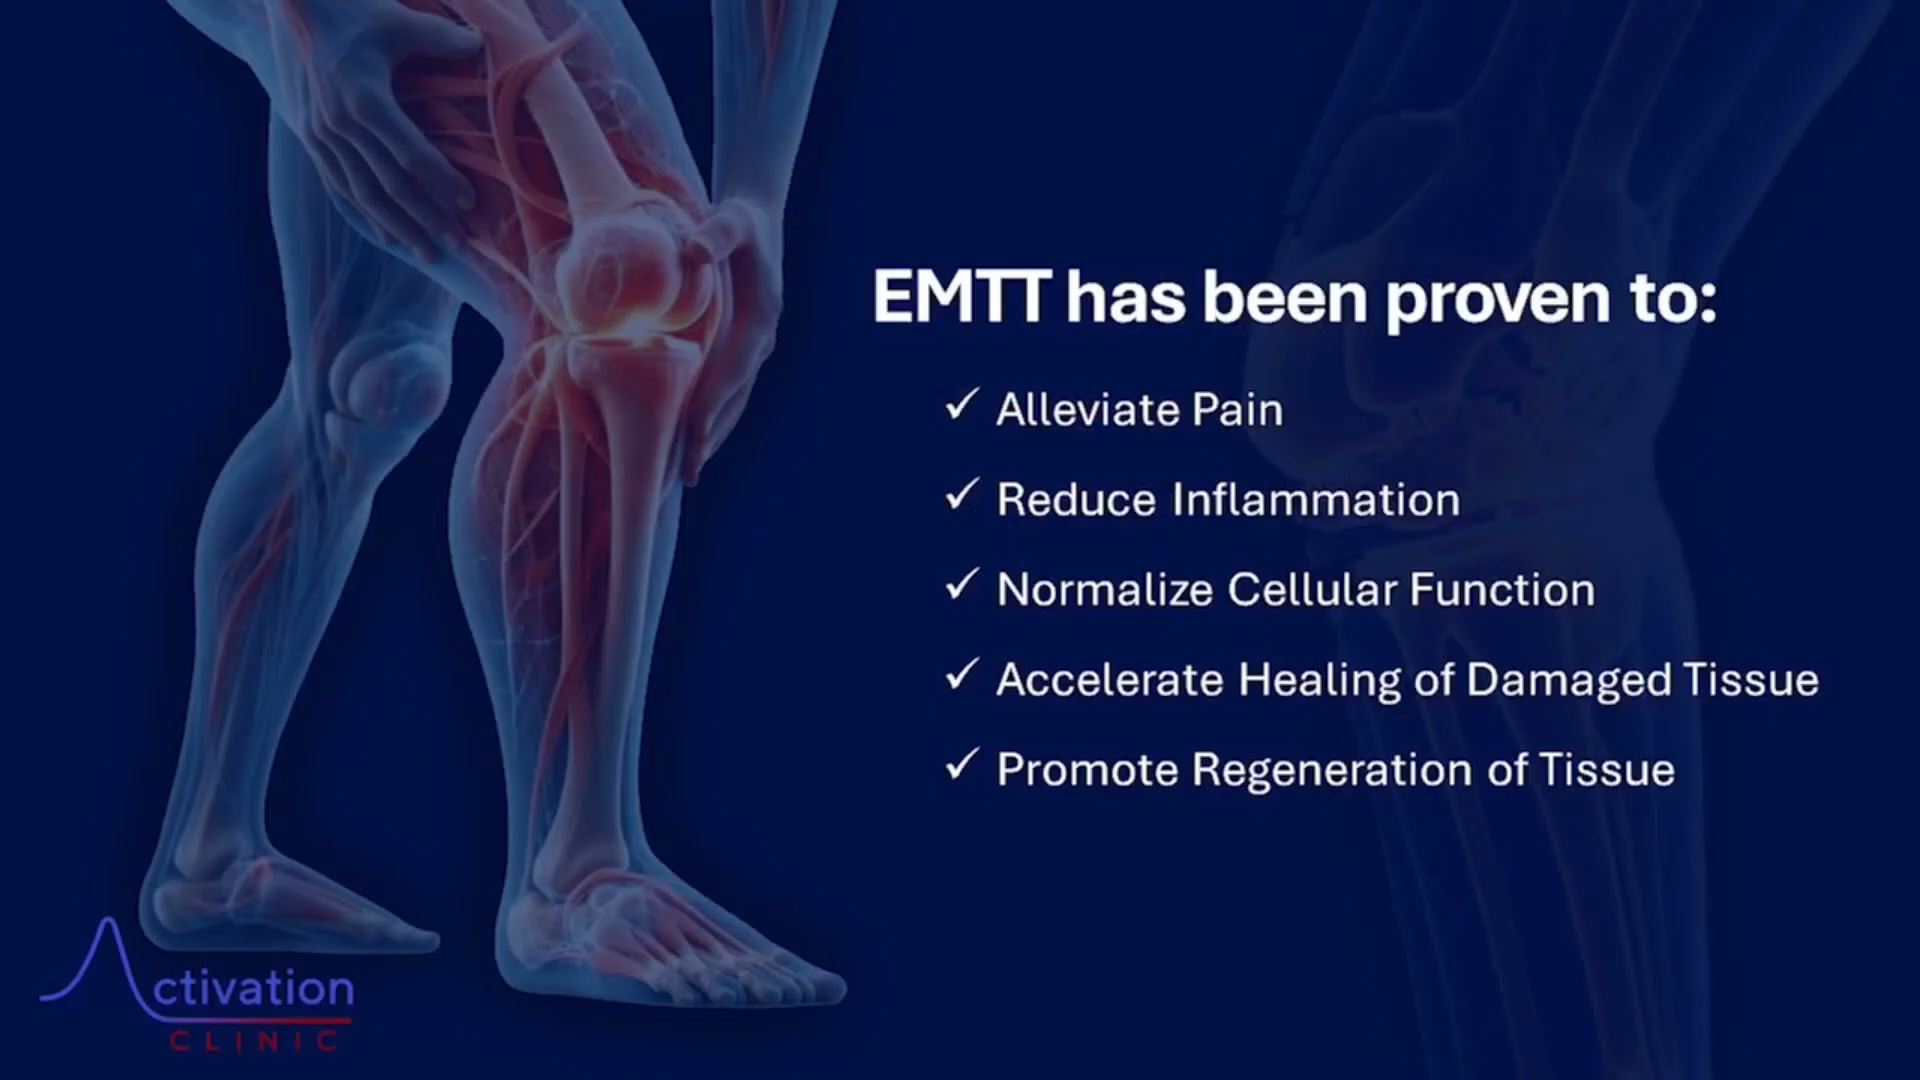 EMTT has been proven to:
✓ Alleviate Pain
✓ Reduce Inflammation
✓ Normalize Cellular Function
✓ Accelerate Healing of Damaged Tissue
✓ Promote Regeneration of Tissue
Activation
CLINIC